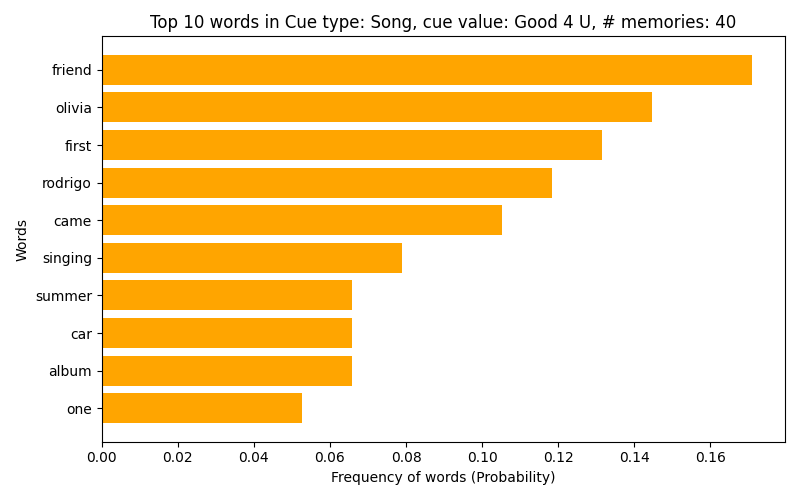 Top 10 words in Cue type: Song, cue value: Good 4 U, # memories: 40
friend
olivia
first
rodrigo
came
singing
summer
car
album
one
Words
0.00 0.02 0.04 0.06 0.08 0.10 0.12 0.14 0.16
Frequency of words (Probability)